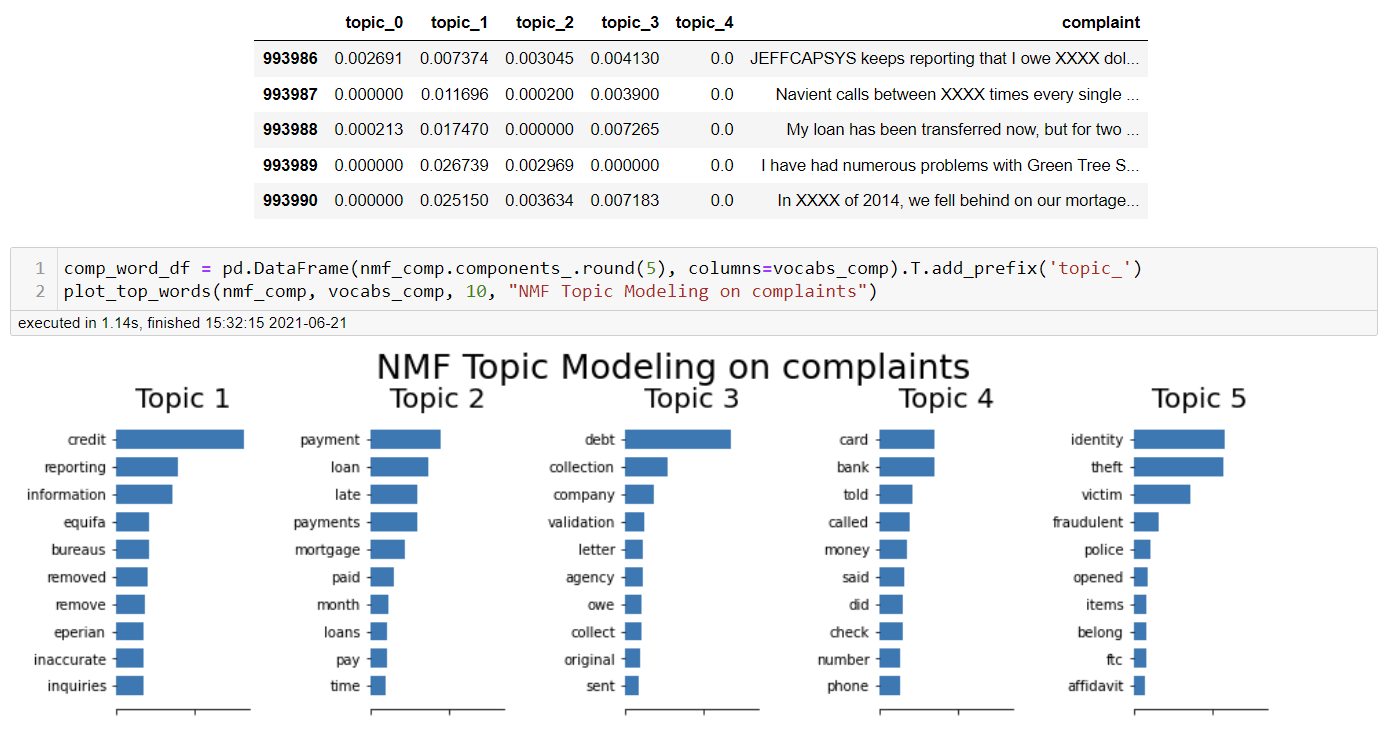 topic_0 topic_1 topic_2 topic_3 topic_4 complaint
993986 0.002691 0.007374 0.003045 0.004130 0.0 JEFFCAPSYS keeps reporting that I owe XXXX dol...
993987 0.000000 0.011696 0.000200 0.003900 0.0 Navient calls between XXXX times every single ...
993988 0.000213 0.017470 0.000000 0.007265 0.0 My loan has been transferred now, but for two ...
993989 0.000000 0.026739 0.002969 0.000000 0.0 I have had numerous problems with Green Tree S...
993990 0.000000 0.025150 0.003634 0.007183 0.0 In XXXX of 2014, we fell behind on our mortage...
1 comp_word_df = pd.DataFrame(nmf_comp.components_.round(5), columns=vocabs_comp).T.add_prefix('topic_')
2 plot_top_words(nmf_comp, vocabs_comp, 10, "NMF Topic Modeling on complaints")
executed in 1.14s, finished 15:32:15 2021-06-21
NMF Topic Modeling on complaints
Topic 1
credit
reporting
information
equifa
bureaus
removed
remove
eperian
inaccurate
inquiries
Topic 2
payment
loan
late
payments
mortgage
paid
month
loans
pay
time
Topic 3
debt
collection
company
validation
letter
agency
owe
collect
original
sent
Topic 4
card
bank
told
called
money
said
did
check
number
phone
Topic 5
identity
theft
victim
fraudulent
police
opened
items
belong
ftc
affidavit